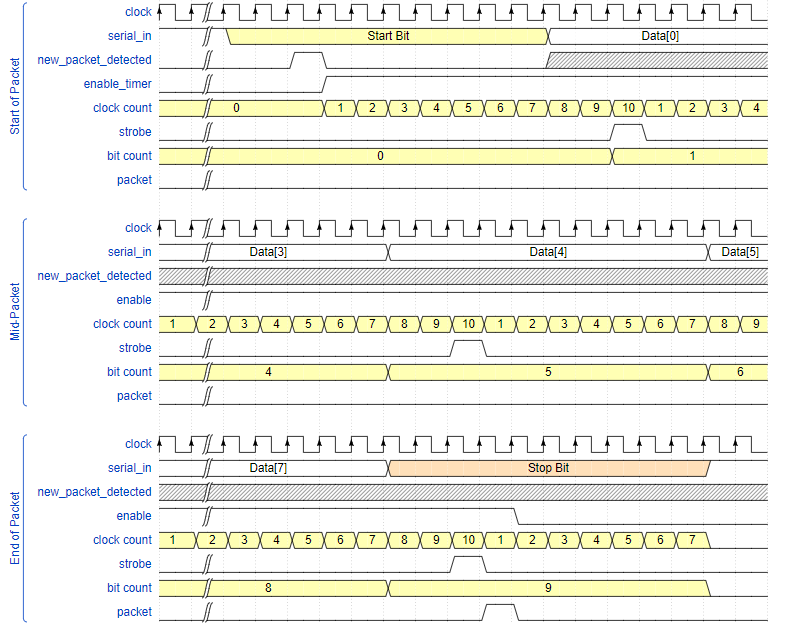 Start of Packet
clock
serial_in Start Bit Data[0]
new_packet_detected
enable_timer
clock count 0 1 2 3 4 5 6 7 8 9 10 1 2 3 4
strobe
bit count 0 1
packet
Mid-Packet
clock
serial_in Data[3] Data[4] Data[5]
new_packet_detected
enable
clock count 1 2 3 4 5 6 7 8 9 10 1 2 3 4 5 6 7 8 9
strobe
bit count 4 5 6
packet
End of Packet
clock
serial_in Data[7] Stop Bit
new_packet_detected
enable
clock count 1 2 3 4 5 6 7 8 9 10 1 2 3 4 5 6 7
strobe
bit count 8 9
packet